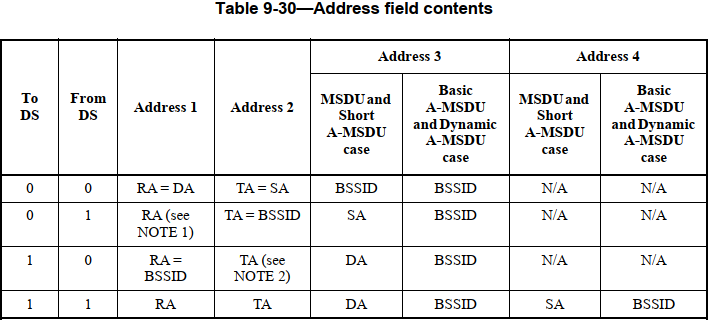 Table 9-30—Address field contents
To DS From DS Address 1 Address 2 Address 3 Address 4
MSDU and Short A-MSDU case Basic A-MSDU and Dynamic A-MSDU case MSDU and Short A-MSDU case Basic A-MSDU and Dynamic A-MSDU case
0 0 RA = DA TA = SA BSSID BSSID N/A N/A
0 1 RA (see NOTE 1) TA = BSSID SA BSSID N/A N/A
1 0 RA = BSSID TA (see NOTE 2) DA BSSID N/A N/A
1 1 RA TA DA BSSID SA BSSID